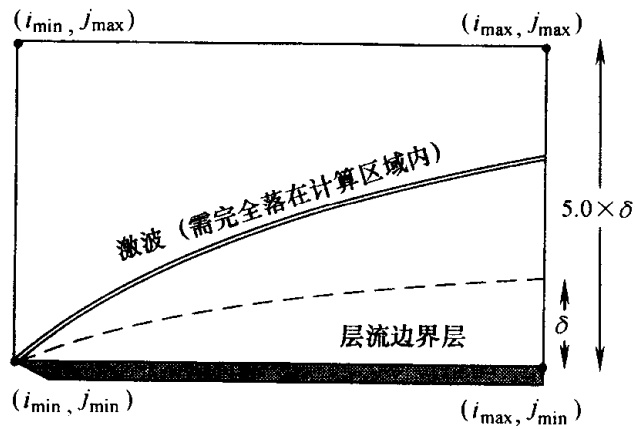 (i_min, j_max)
(i_max, j_max)
激波（需完全落在计算区域内）
5.0×δ
δ
层流边界层
(i_min, j_min)
(i_max, j_min)